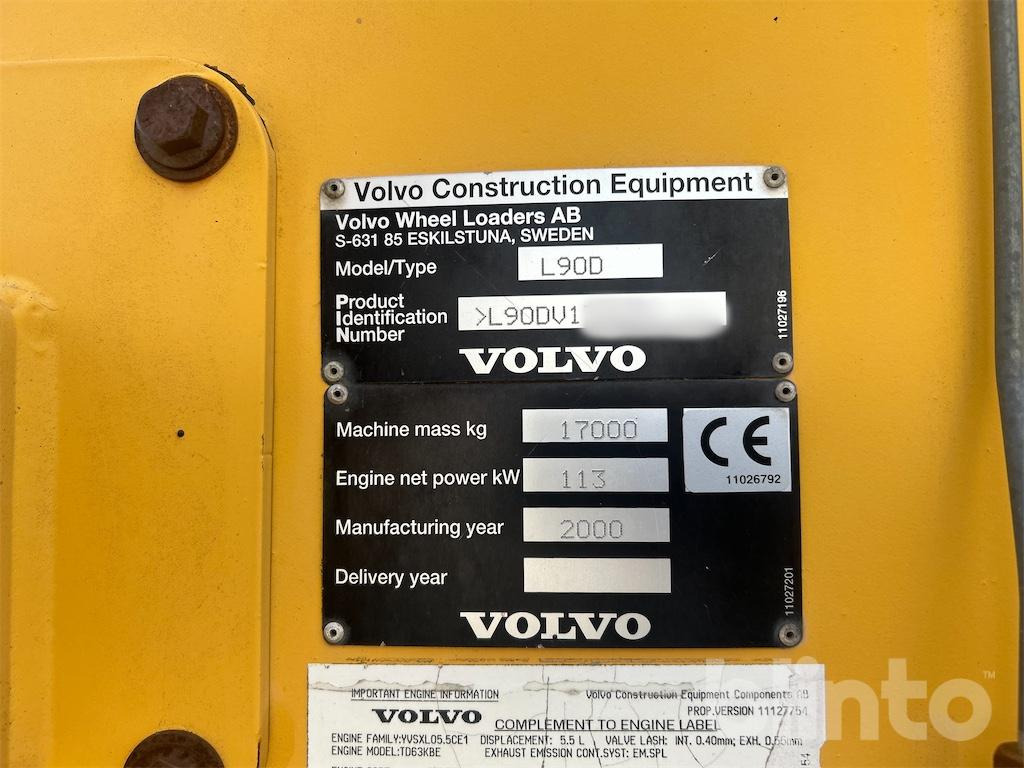 Volvo Construction Equipment
Volvo Wheel Loaders AB
S-631 85 ESKILSTUNA, SWEDEN
Model/Type L90D
Product
Identification >L90DV1
Number
VOLVO
11027196
Machine mass kg 17000
CE
11026792
Engine net power kW 113
Manufacturing year 2000
Delivery year
11027201
VOLVO
IMPORTANT ENGINE INFORMATION Volvo Construction Equipment Components AB
PROP.VERSION 11127754
VOLVO COMPLEMENT TO ENGINE LABEL
ENGINE FAMILY:YVSXL05.5CE1 DISPLACEMENT: 5.5 L VALVE LASH: INT. 0.40mm; EXH. 0.55mm
ENGINE MODEL:TD63KBE EXHAUST EMISSION CONT.SYST: EM.SPL
blinto™